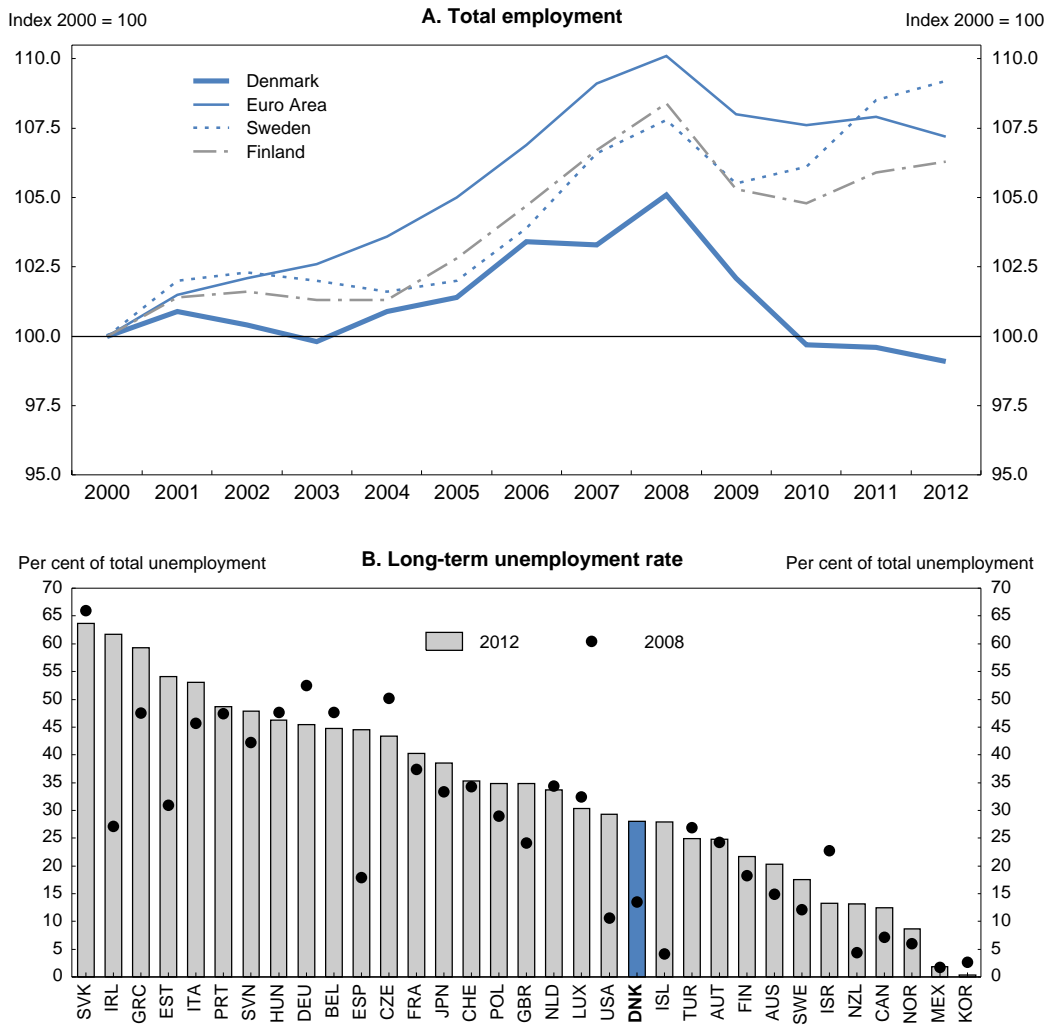 A. Total employment
Index 2000 = 100 Index 2000 = 100
110.0 110.0
Denmark
Euro Area
107.5 107.5
Sweden
Finland
105.0 105.0
102.5 102.5
100.0 100.0
97.5 97.5
95.0 95.0
2000 2001 2002 2003 2004 2005 2006 2007 2008 2009 2010 2011 2012
B. Long-term unemployment rate
Per cent of total unemployment Per cent of total unemployment
70 70
65 65
60 2012 2008 60
55 55
50 50
45 45
40 40
35 35
30 30
25 25
20 20
15 15
10 10
5 5
0 0
SVK IRL GRC EST ITA PRT SVN HUN DEU BEL ESP CZE FRA JPN CHE POL GBR NLD LUX USA DNK ISL TUR AUT FIN AUS SWE ISR NZL CAN NOR MEX KOR